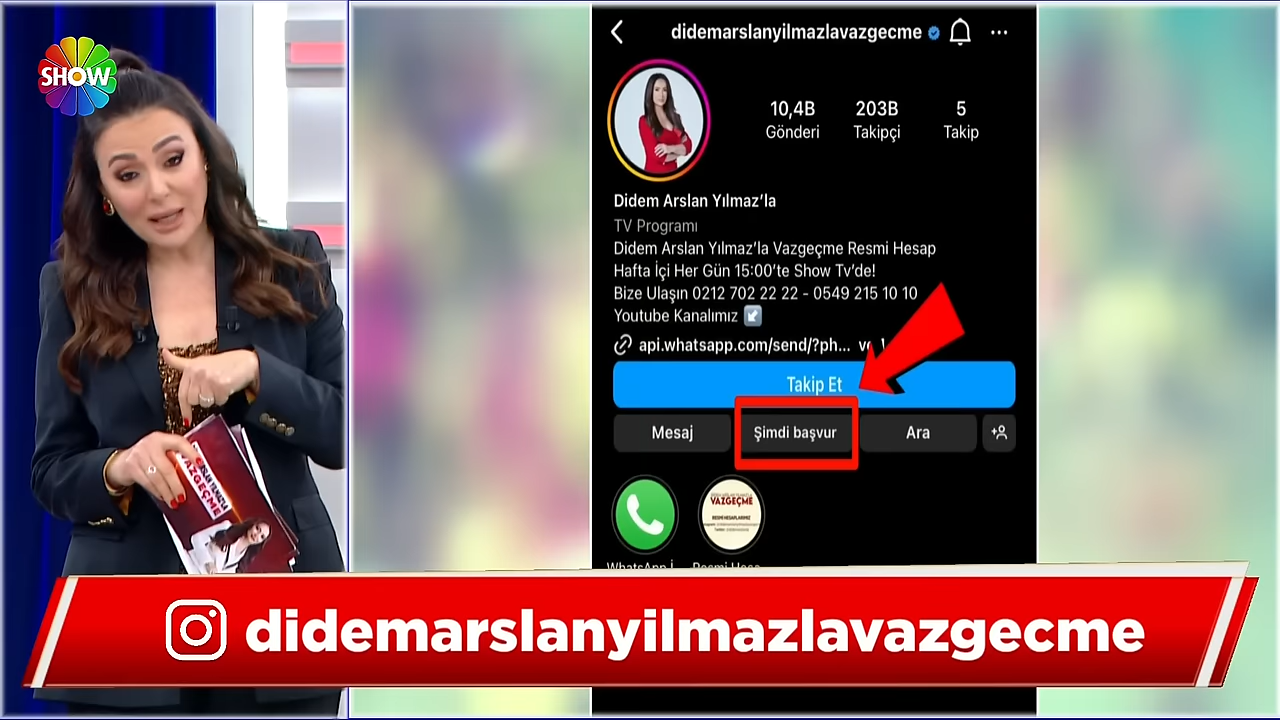 SHOW
didemarslanyilmazlavazgecme
10,4B
203B
5
Gönderi
Takipçi
Takip
Didem Arslan Yılmaz’la
TV Programı
Didem Arslan Yılmaz’la Vazgeçme Resmi Hesap
Hafta İçi Her Gün 15:00’te Show Tv’de!
Bize Ulaşın 0212 702 22 22 - 0549 215 10 10
Youtube Kanalımız
api.whatsapp.com/send/?ph...
Takip Et
Mesaj
Şimdi başvur
Ara
VAZGEÇME
VAZGEÇME
didemarslanyilmazlavazgecme